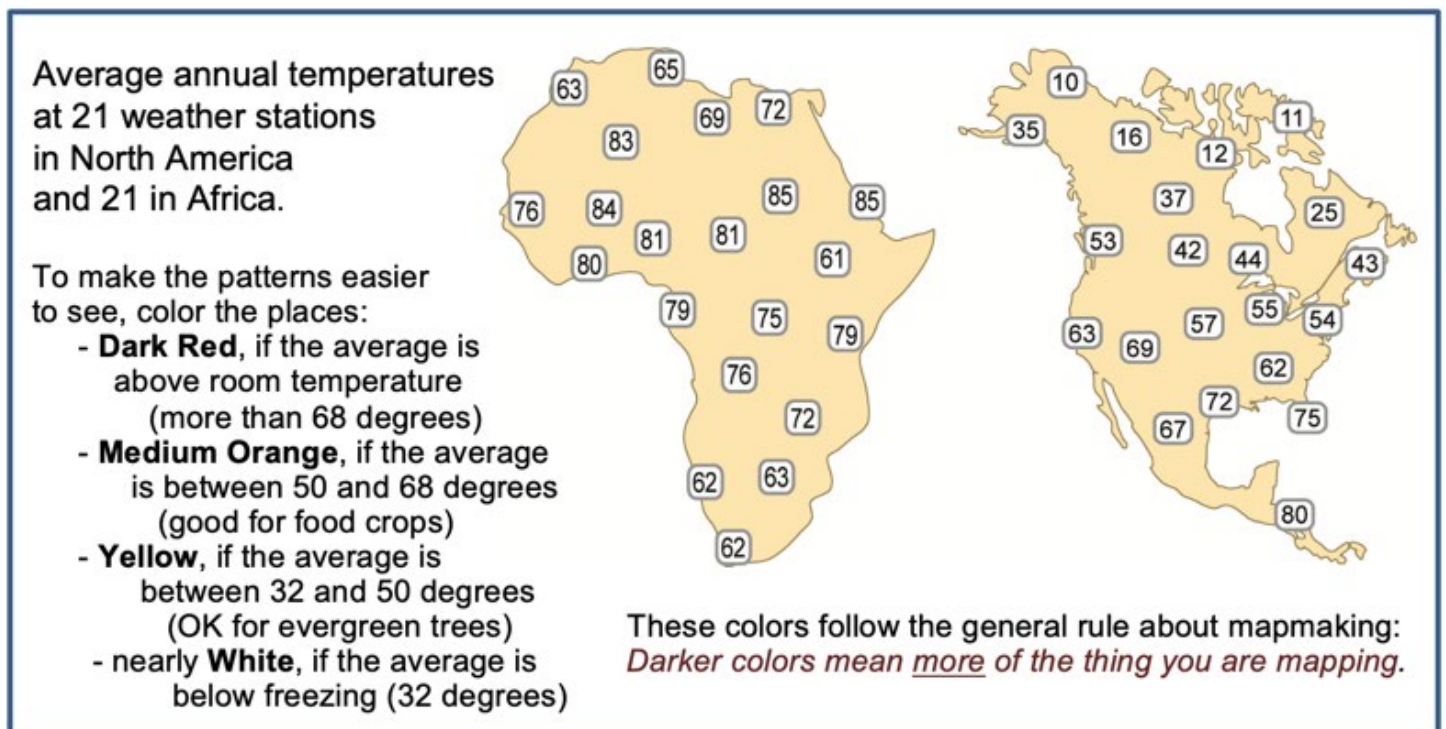 Average annual temperatures
at 21 weather stations
in North America
and 21 in Africa.
To make the patterns easier
to see, color the places:
- Dark Red, if the average is
above room temperature
(more than 68 degrees)
- Medium Orange, if the average
is between 50 and 68 degrees
(good for food crops)
- Yellow, if the average is
between 32 and 50 degrees
(OK for evergreen trees)
- nearly White, if the average is
below freezing (32 degrees)
63
65
69
72
83
76
84
85
85
81
81
80
61
79
75
79
76
72
62
63
62
10
35
16
12
11
37
25
53
42
44
43
63
69
57
55
54
62
72
75
67
80
These colors follow the general rule about mapmaking:
Darker colors mean more of the thing you are mapping.